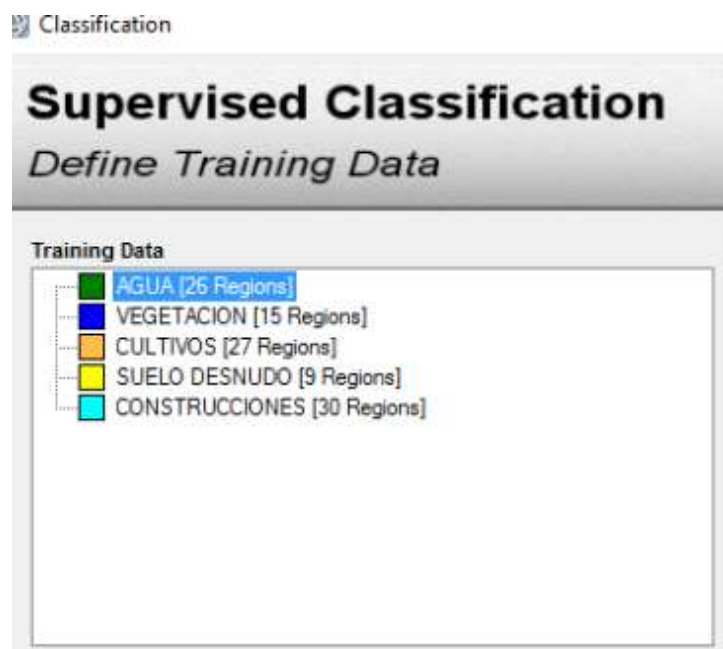 Classification
Supervised Classification
Define Training Data
Training Data
AGUA [26 Regions]
VEGETACION [15 Regions]
CULTIVOS [27 Regions]
SUELO DESNUDO [9 Regions]
CONSTRUCCIONES [30 Regions]